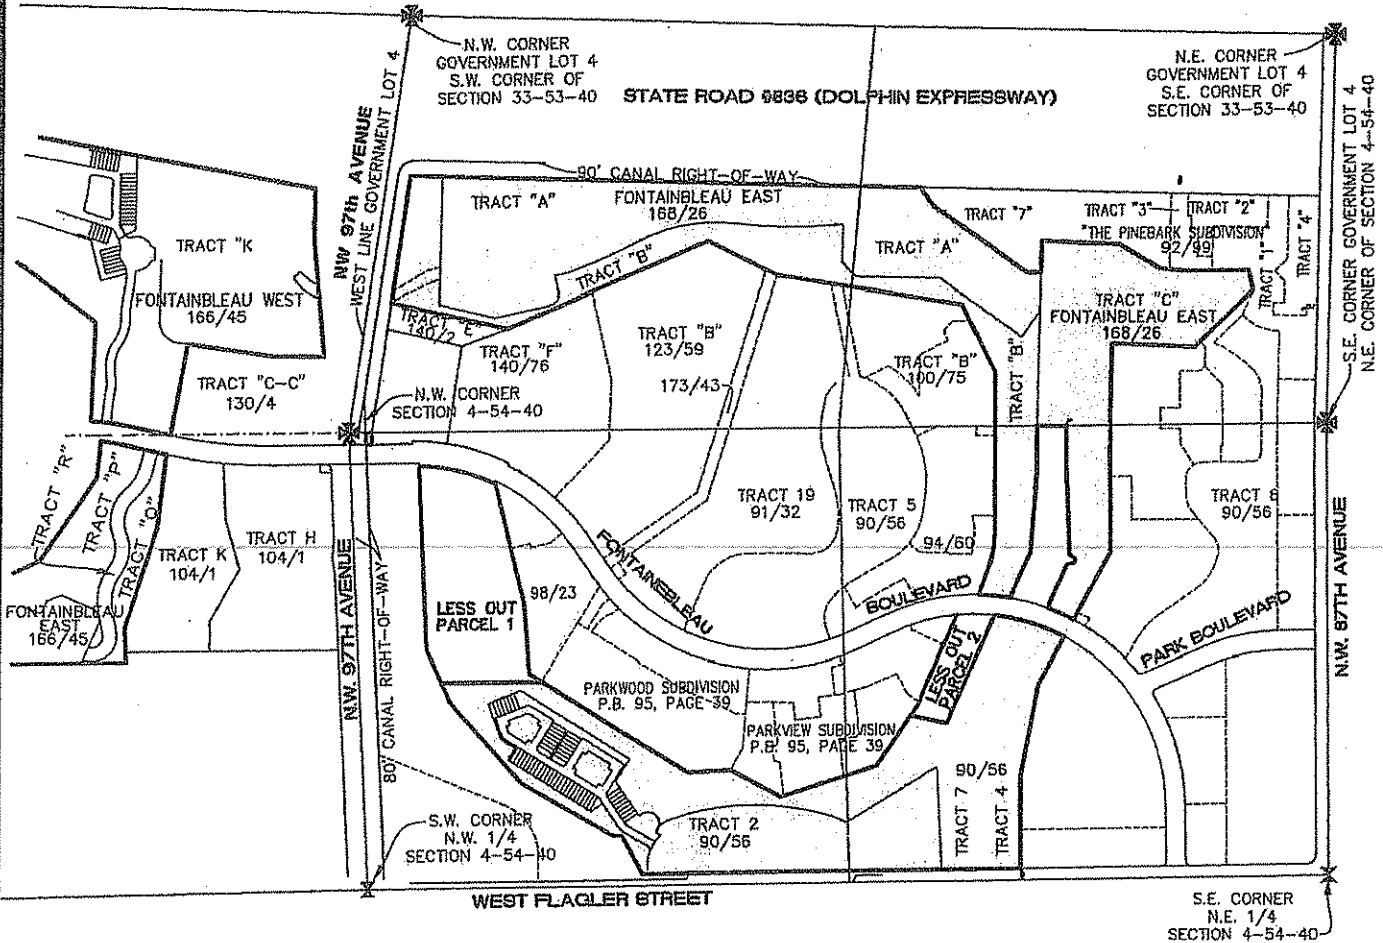 N.W. CORNER
GOVERNMENT LOT 4
S.W. CORNER OF
SECTION 33-53-40
STATE ROAD 9836 (DOLPHIN EXPRESSWAY)
N.E. CORNER
GOVERNMENT LOT 4
S.E. CORNER OF
SECTION 33-53-40
S.E. CORNER GOVERNMENT LOT 4
N.E. CORNER OF SECTION 4-54-40
NW 97th AVENUE
WEST LINE GOVERNMENT LOT 4
90' CANAL RIGHT-OF-WAY
TRACT "A"
FONTAINBLEAU EAST
168/26
TRACT "7"
TRACT "3"
TRACT "2"
"THE PINEBARK SUBDIVISION"
92/99
TRACT "1"
TRACT "4"
TRACT "K
TRACT "B"
TRACT "A"
FONTAINBLEAU WEST
166/45
TRACT "C"
FONTAINBLEAU EAST
168/26
TRACT "E"
140/2
TRACT "F"
140/76
TRACT "B"
123/59
173/43
TRACT "B"
100/75
TRACT "B"
TRACT "C-C"
130/4
N.W. CORNER
SECTION 4-54-40
TRACT "R"
TRACT "P"
TRACT "Q"
TRACT K
104/1
TRACT H
104/1
TRACT 19
91/32
TRACT 5
90/56
94/60
TRACT 6
90/56
N.W. 87TH AVENUE
FONTAINEBLEAU
BOULEVARD
PARK BOULEVARD
FONTAINBLEAU
EAST
166/45
N.W. 97TH AVENUE
80' CANAL RIGHT-OF-WAY
LESS OUT
PARCEL 1
98/23
LESS OUT
PARCEL 2
PARKWOOD SUBDIVISION
P.B. 95, PAGE 39
PARKVIEW SUBDIVISION
P.B. 95, PAGE 39
90/56
TRACT 7
TRACT 4
TRACT 2
90/56
S.W. CORNER
N.W. 1/4
SECTION 4-54-40
WEST FLAGLER STREET
S.E. CORNER
N.E. 1/4
SECTION 4-54-40